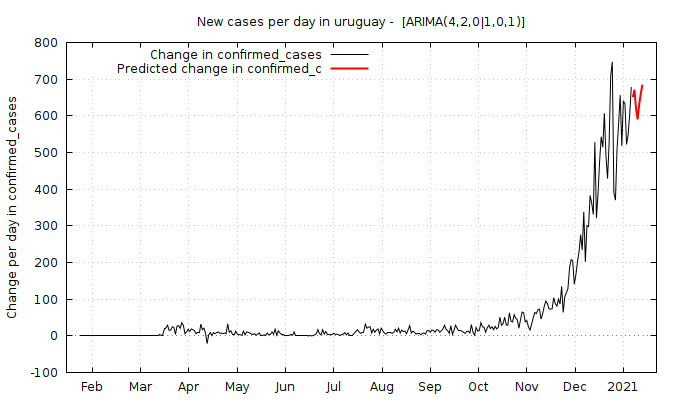 New cases per day in uruguay -  [ARIMA(4,2,0|1,0,1)]
Change in confirmed_cases
Predicted change in confirmed_c
Change per day in confirmed_cases
800
700
600
500
400
300
200
100
0
-100
Feb Mar Apr May Jun Jul Aug Sep Oct Nov Dec 2021